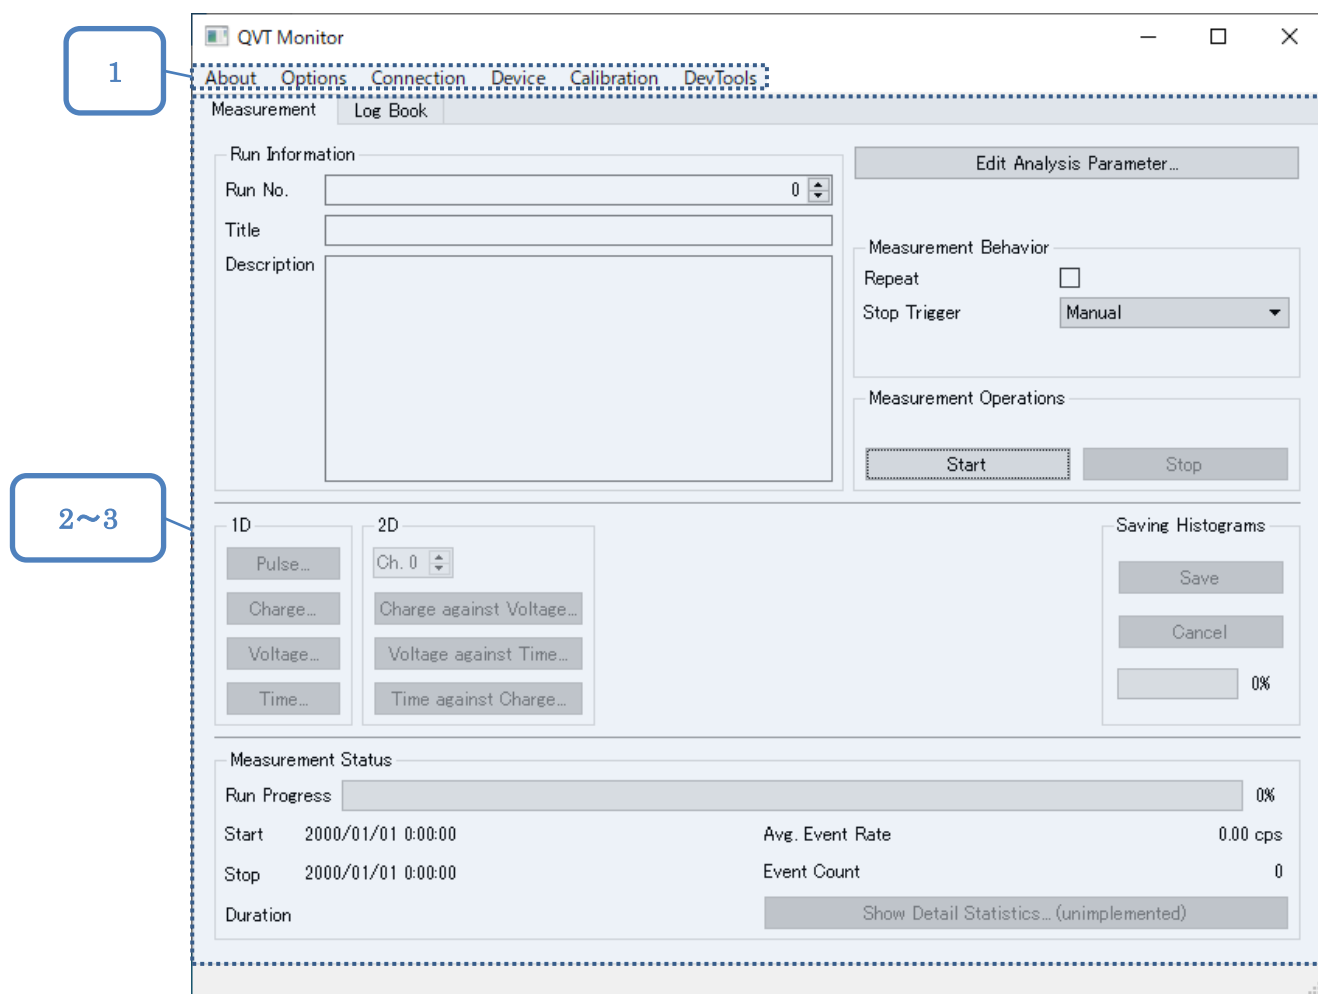 QVT Monitor
1
About Options Connection Device Calibration DevTools
Measurement Log Book
Run Information
Edit Analysis Parameter...
Run No. 0
Title
Measurement Behavior
Description
Repeat
Stop Trigger Manual
Measurement Operations
Start Stop
2～3
1D 2D Saving Histograms
Pulse... Ch. 0 Save
Charge... Charge against Voltage...
Cancel
Voltage... Voltage against Time...
0%
Time... Time against Charge...
Measurement Status
Run Progress 0%
Start 2000/01/01 0:00:00 Avg. Event Rate 0.00 cps
Stop 2000/01/01 0:00:00 Event Count 0
Duration Show Detail Statistics... (unimplemented)